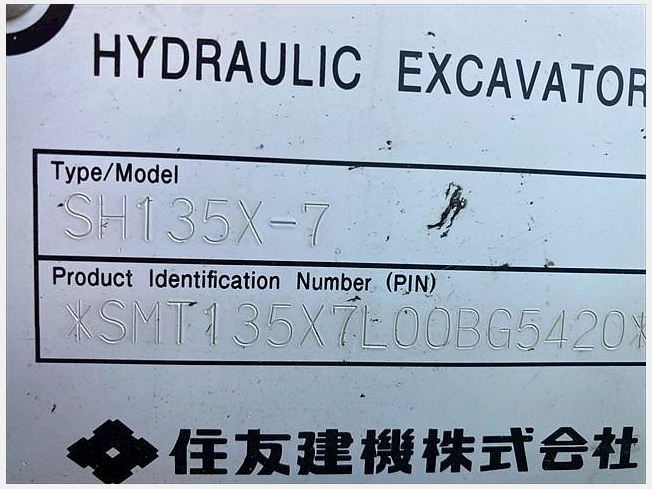 HYDRAULIC EXCAVATOR
Type/Model
SH135X-7
Product Identification Number (PIN)
*SMT135X7L00BG5420*
住友建機株式会社